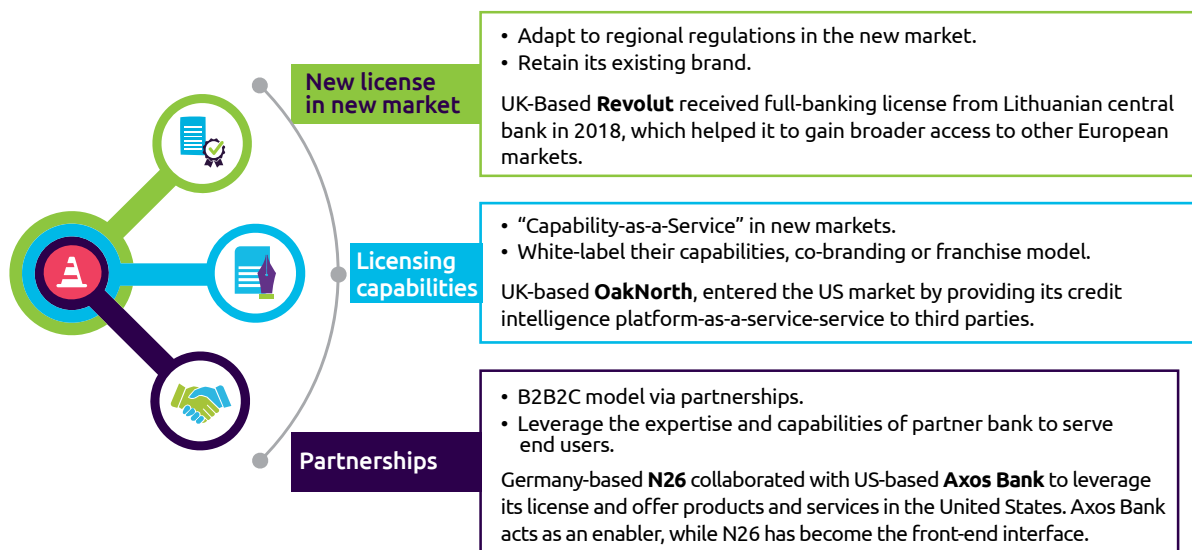 New license
in new market
• Adapt to regional regulations in the new market.
• Retain its existing brand.
UK-Based Revolut received full-banking license from Lithuanian central
bank in 2018, which helped it to gain broader access to other European
markets.
Licensing
capabilities
• “Capability-as-a-Service” in new markets.
• White-label their capabilities, co-branding or franchise model.
UK-based OakNorth, entered the US market by providing its credit
intelligence platform-as-a-service-service to third parties.
Partnerships
• B2B2C model via partnerships.
• Leverage the expertise and capabilities of partner bank to serve
end users.
Germany-based N26 collaborated with US-based Axos Bank to leverage
its license and offer products and services in the United States. Axos Bank
acts as an enabler, while N26 has become the front-end interface.